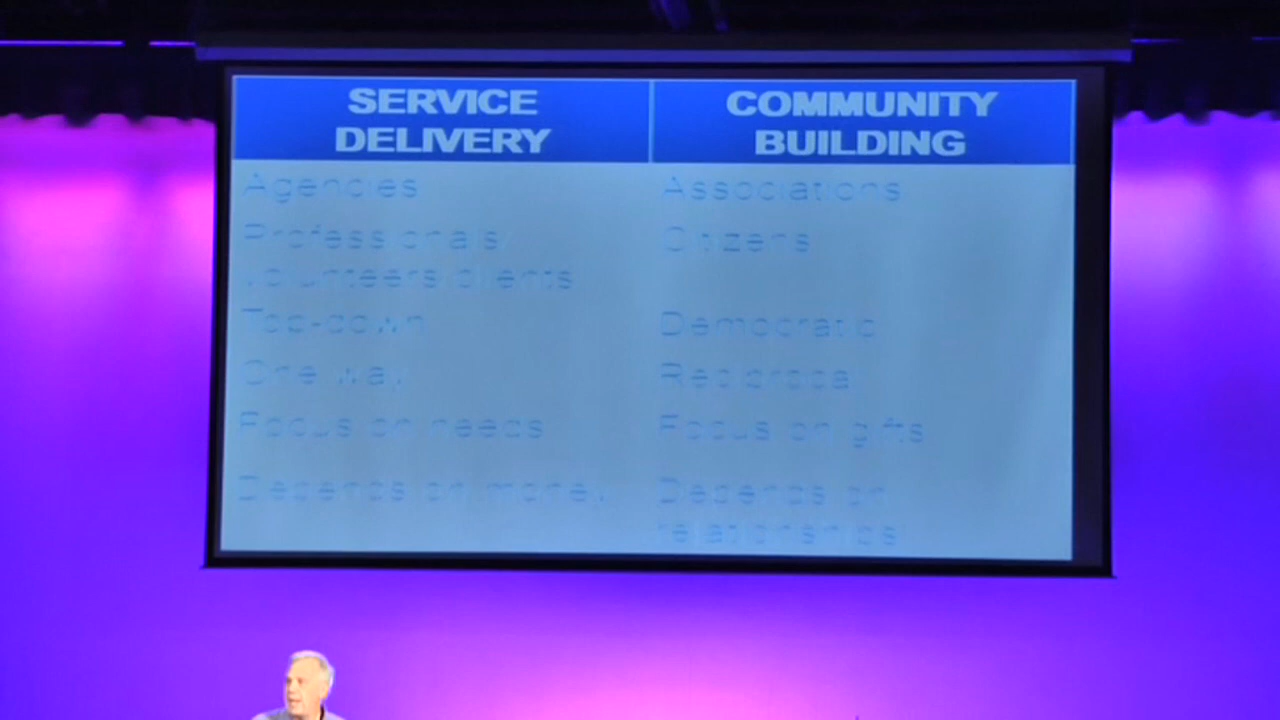 SERVICE
DELIVERY
COMMUNITY
BUILDING
Agencies
Associations
Professionals/
volunteers/clients
Citizens
Top-down
Democratic
One way
Reciprocal
Focus on needs
Focus on gifts
Depends on money
Depends on
relationships